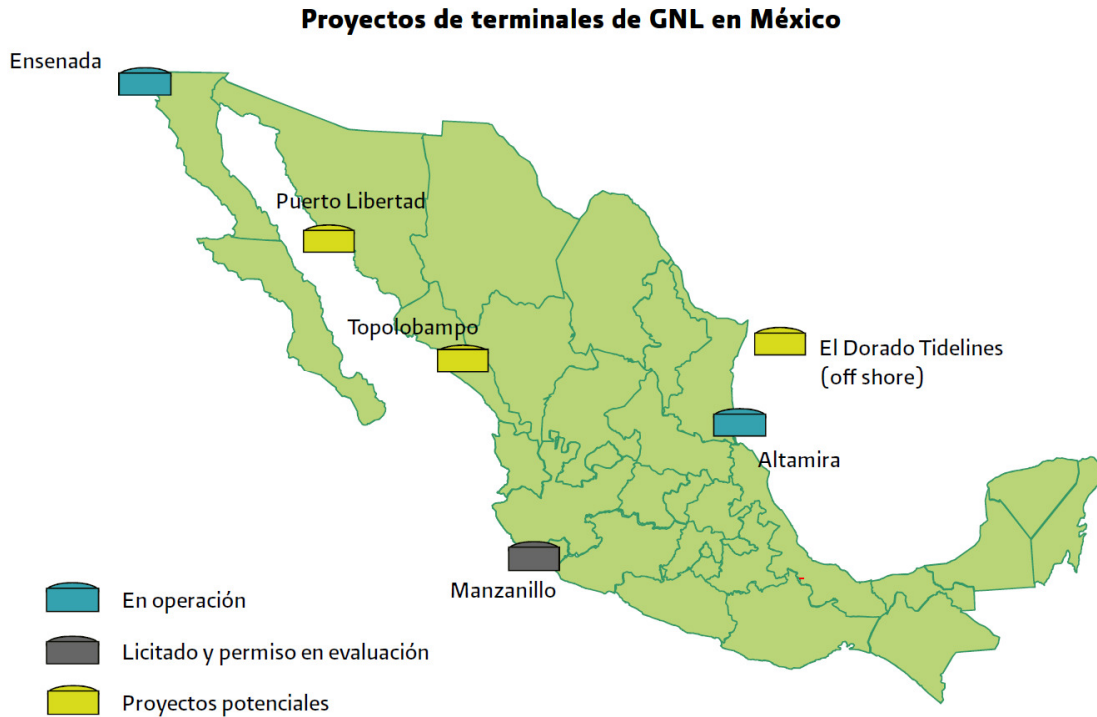 Proyectos de terminales de GNL en México
Ensenada
Puerto Libertad
Topolobampo
El Dorado Tidelines
(off shore)
Altamira
Manzanillo
En operación
Licitado y permiso en evaluación
Proyectos potenciales